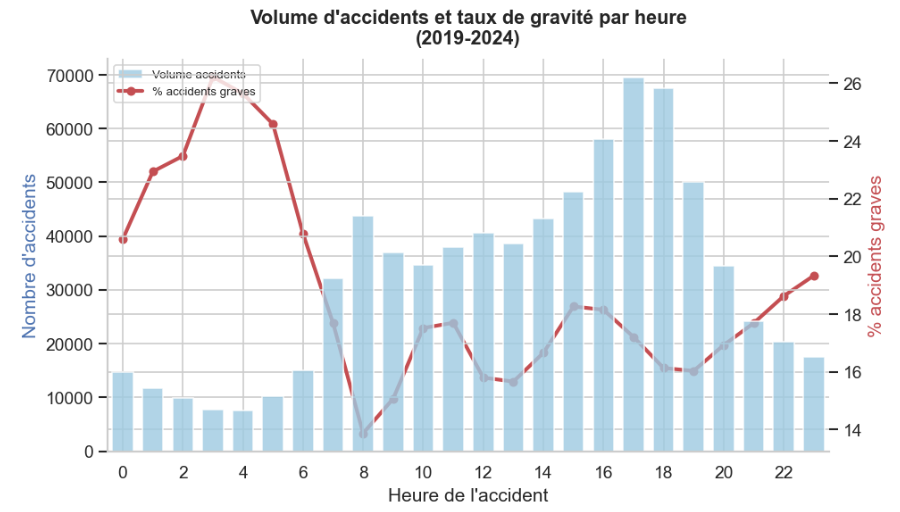 Volume d'accidents et taux de gravité par heure
(2019-2024)
Volume accidents
% accidents graves
Nombre d'accidents
70000
60000
50000
40000
30000
20000
10000
0
26
24
22
20
18
16
14
% accidents graves
0 2 4 6 8 10 12 14 16 18 20 22
Heure de l'accident